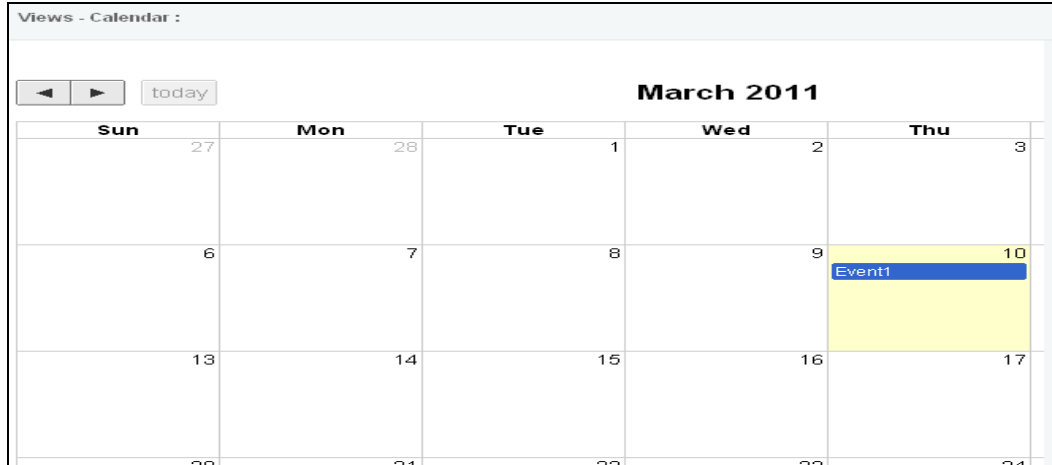 Views - Calendar :
today
March 2011
Sun Mon Tue Wed Thu
27 28 1 2 3
6 7 8 9 10
Event1
13 14 15 16 17